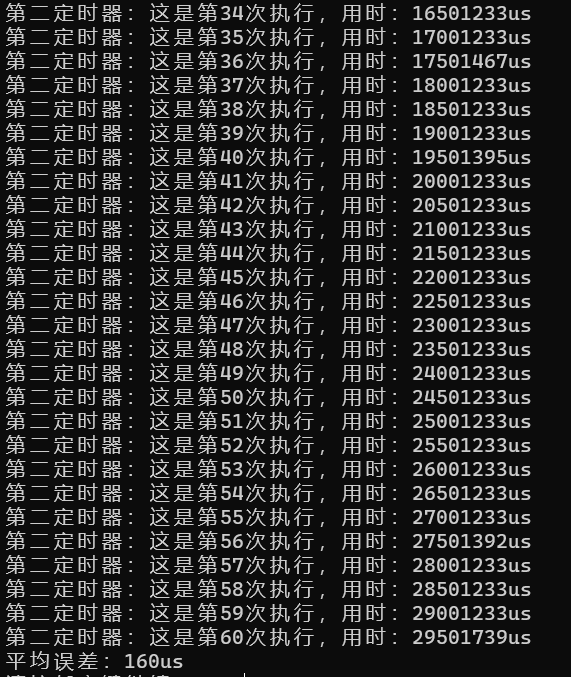 第二定时器：这是第34次执行，用时：16501233us
第二定时器：这是第35次执行，用时：17001233us
第二定时器：这是第36次执行，用时：17501467us
第二定时器：这是第37次执行，用时：18001233us
第二定时器：这是第38次执行，用时：18501233us
第二定时器：这是第39次执行，用时：19001233us
第二定时器：这是第40次执行，用时：19501395us
第二定时器：这是第41次执行，用时：20001233us
第二定时器：这是第42次执行，用时：20501233us
第二定时器：这是第43次执行，用时：21001233us
第二定时器：这是第44次执行，用时：21501233us
第二定时器：这是第45次执行，用时：22001233us
第二定时器：这是第46次执行，用时：22501233us
第二定时器：这是第47次执行，用时：23001233us
第二定时器：这是第48次执行，用时：23501233us
第二定时器：这是第49次执行，用时：24001233us
第二定时器：这是第50次执行，用时：24501233us
第二定时器：这是第51次执行，用时：25001233us
第二定时器：这是第52次执行，用时：25501233us
第二定时器：这是第53次执行，用时：26001233us
第二定时器：这是第54次执行，用时：26501233us
第二定时器：这是第55次执行，用时：27001233us
第二定时器：这是第56次执行，用时：27501392us
第二定时器：这是第57次执行，用时：28001233us
第二定时器：这是第58次执行，用时：28501233us
第二定时器：这是第59次执行，用时：29001233us
第二定时器：这是第60次执行，用时：29501739us
平均误差：160us